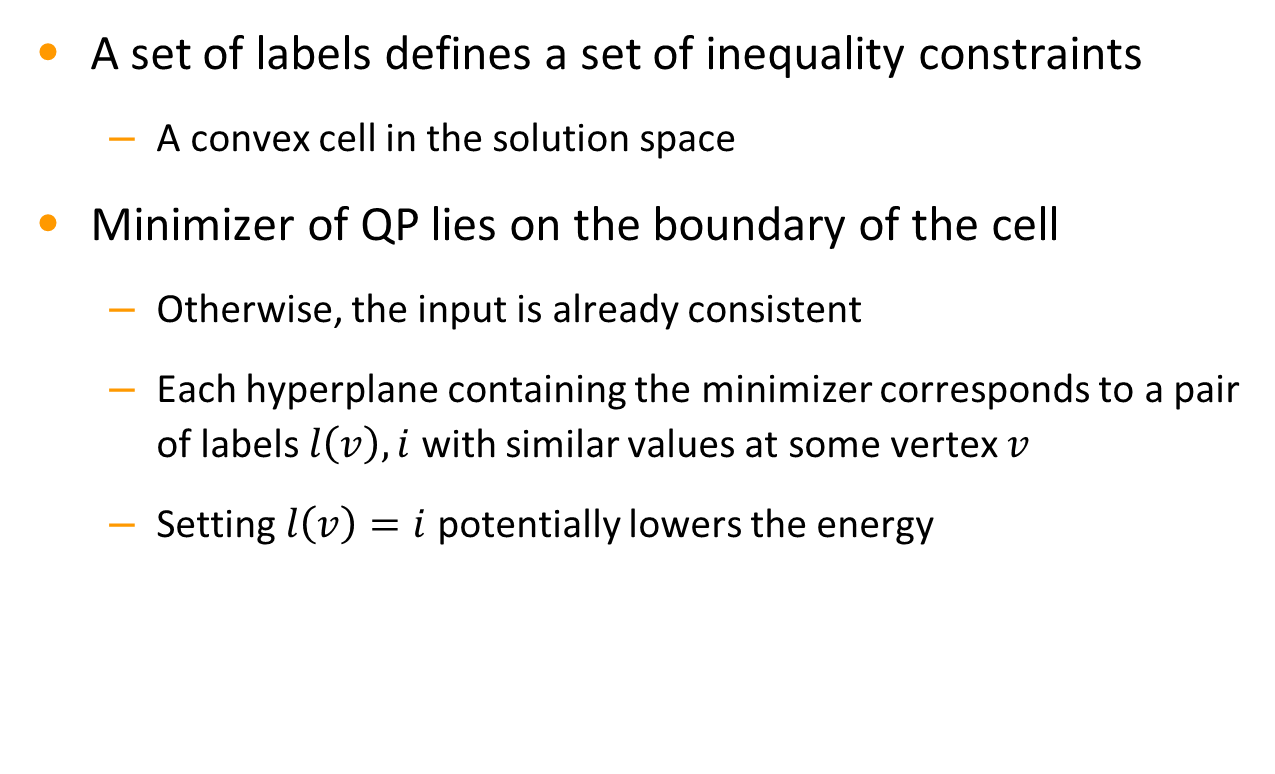 • A set of labels defines a set of inequality constraints
– A convex cell in the solution space
• Minimizer of QP lies on the boundary of the cell
– Otherwise, the input is already consistent
– Each hyperplane containing the minimizer corresponds to a pair
of labels 𝑙(𝑣), 𝑖 with similar values at some vertex 𝑣
– Setting 𝑙(𝑣) = 𝑖 potentially lowers the energy